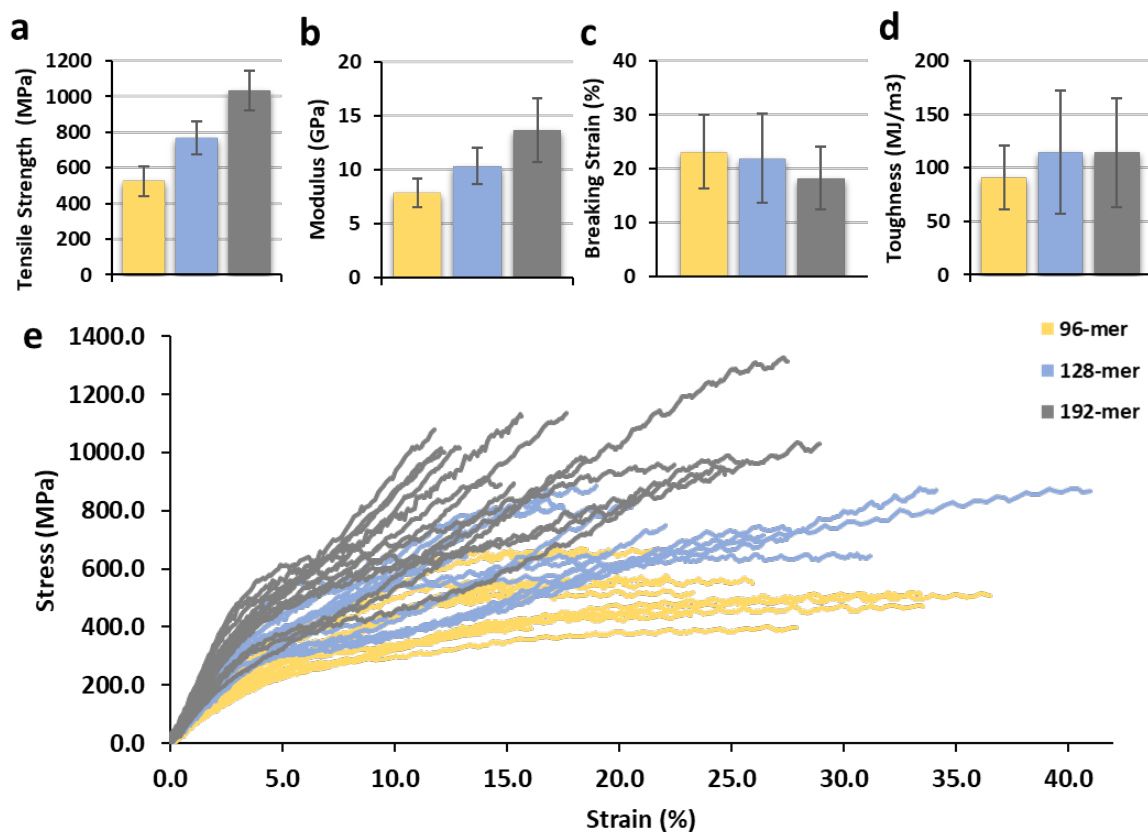 a
Tensile Strength (MPa)
1200
1000
800
600
400
200
0
b
Modulus (GPa)
20
15
10
5
0
c
Breaking Strain (%)
40
30
20
10
0
d
Toughness (MJ/m3)
200
150
100
50
0
e
Stress (MPa)
1400.0
1200.0
1000.0
800.0
600.0
400.0
200.0
0.0
96-mer
128-mer
192-mer
0.0 5.0 10.0 15.0 20.0 25.0 30.0 35.0 40.0
Strain (%)